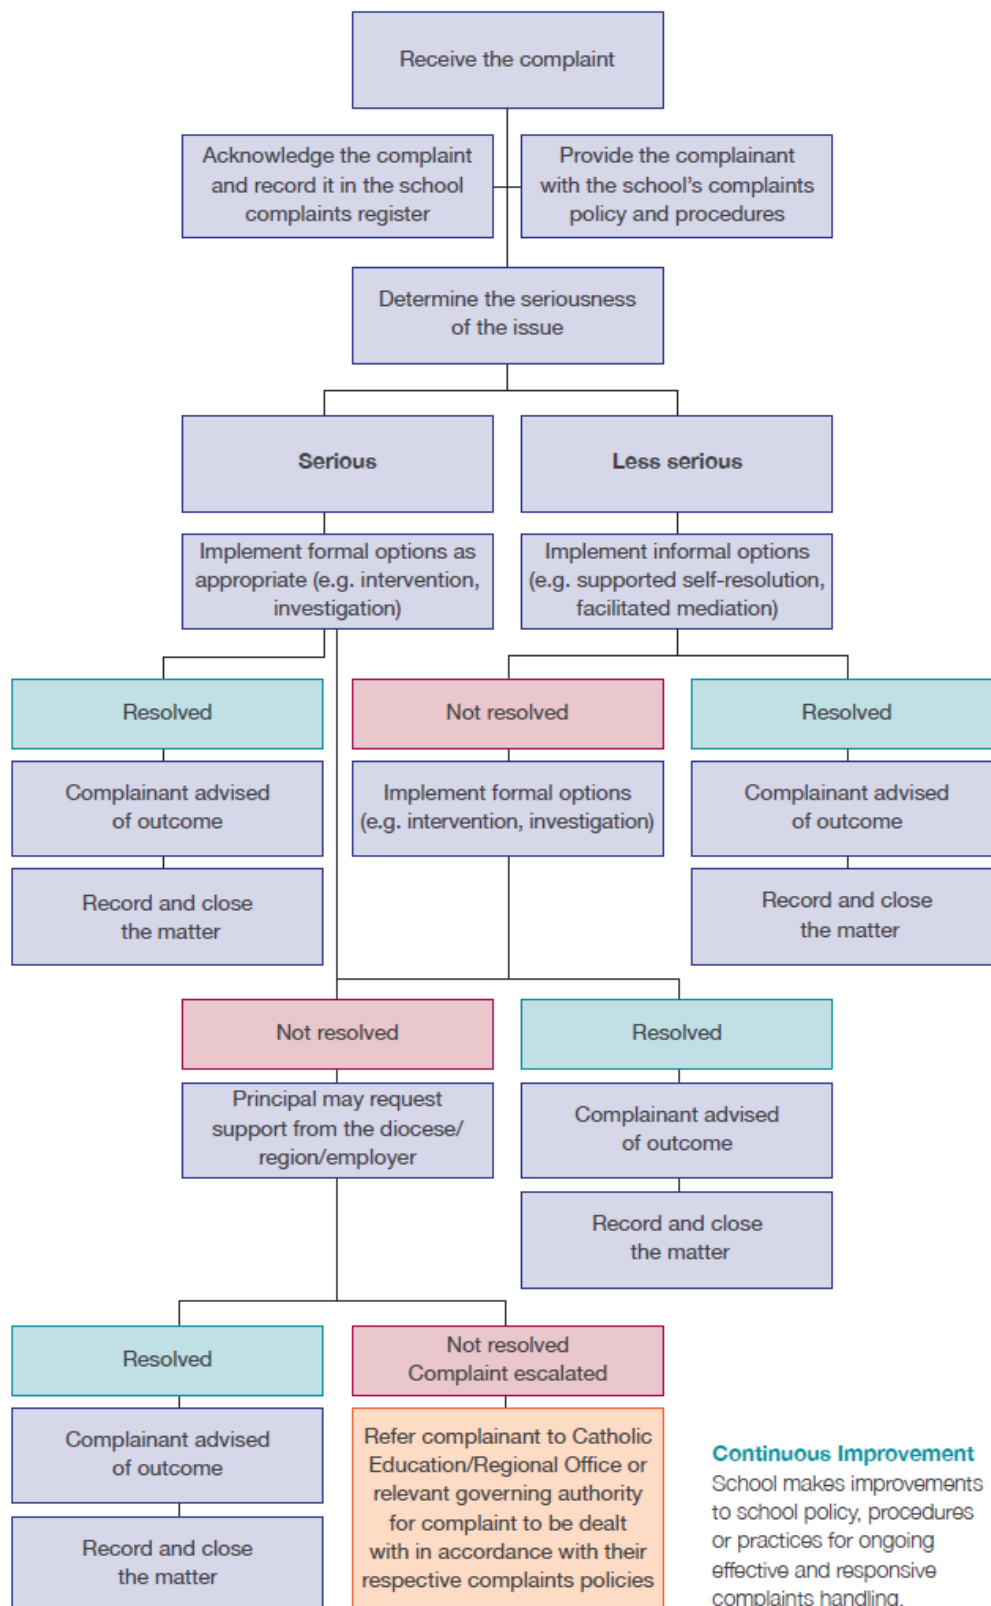 Receive the complaint
Acknowledge the complaint
and record it in the school
complaints register
Provide the complainant
with the school's complaints
policy and procedures
Determine the seriousness
of the issue
Serious
Less serious
Implement formal options as
appropriate (e.g. intervention,
investigation)
Implement informal options
(e.g. supported self-resolution,
facilitated mediation)
Resolved
Not resolved
Resolved
Complainant advised
of outcome
Implement formal options
(e.g. intervention, investigation)
Complainant advised
of outcome
Record and close
the matter
Record and close
the matter
Not resolved
Resolved
Principal may request
support from the diocese/
region/employer
Complainant advised
of outcome
Record and close
the matter
Resolved
Not resolved
Complaint escalated
Complainant advised
of outcome
Record and close
the matter
Refer complainant to Catholic
Education/Regional Office or
relevant governing authority
for complaint to be dealt
with in accordance with their
respective complaints policies
Continuous Improvement
School makes improvements
to school policy, procedures
or practices for ongoing
effective and responsive
complaints handling.